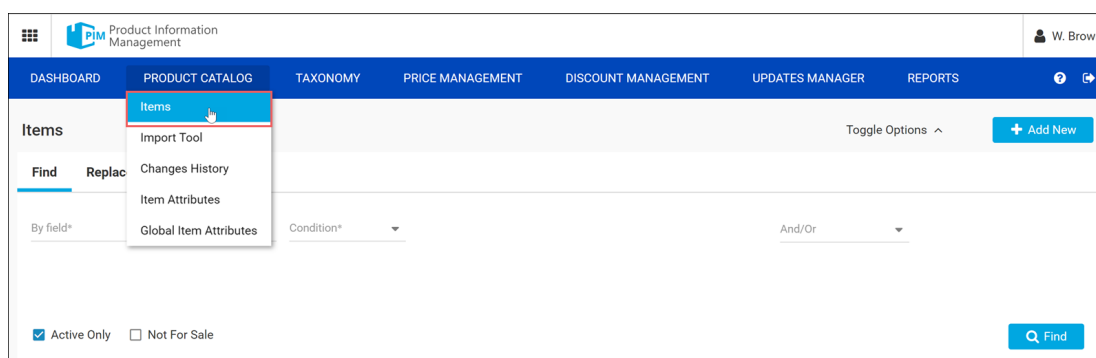 PIM Product Information
Management
W. Brow
DASHBOARD PRODUCT CATALOG TAXONOMY PRICE MANAGEMENT DISCOUNT MANAGEMENT UPDATES MANAGER REPORTS ?
Items
Import Tool
Changes History
Item Attributes
Global Item Attributes
Items
Toggle Options
+ Add New
Find Replac
By field* Condition* And/Or
Active Only Not For Sale
Find